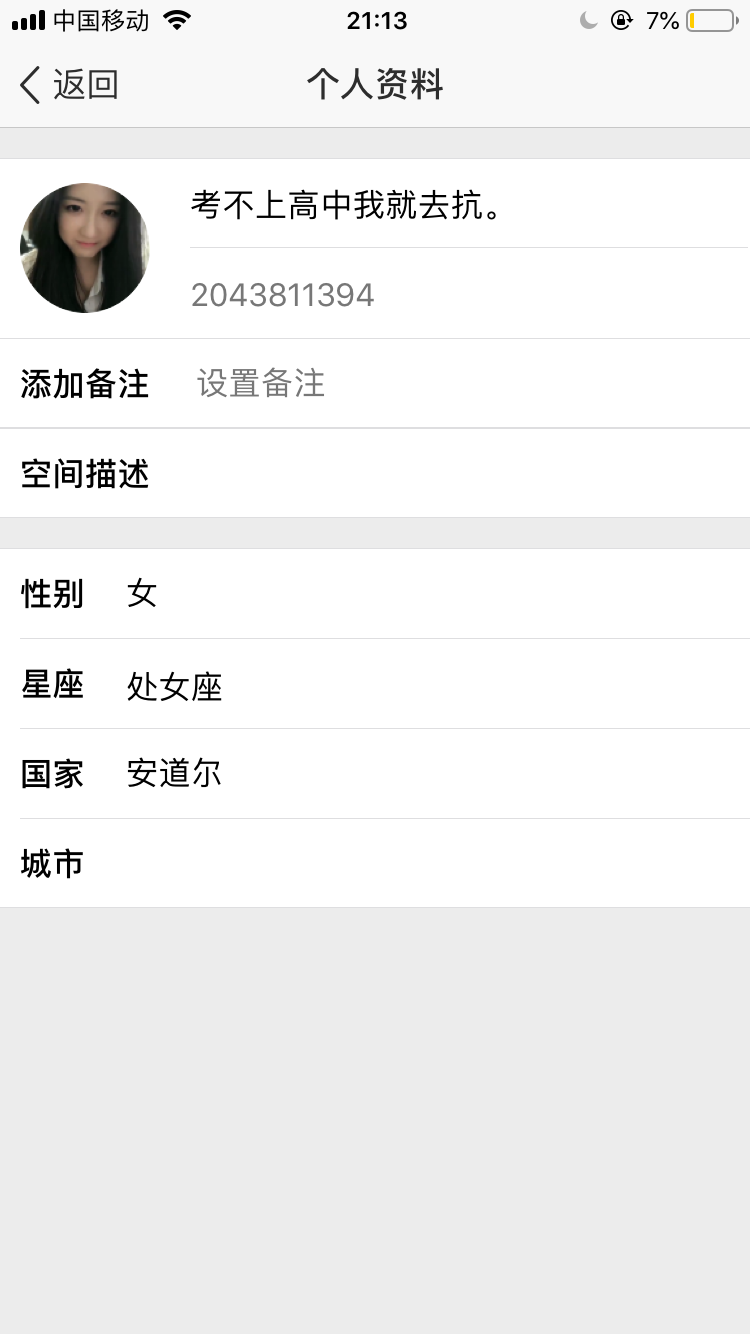 中国移动 21:13 7%
返回 个人资料
考不上高中我就去抗。
2043811394
添加备注 设置备注
空间描述
性别 女
星座 处女座
国家 安道尔
城市